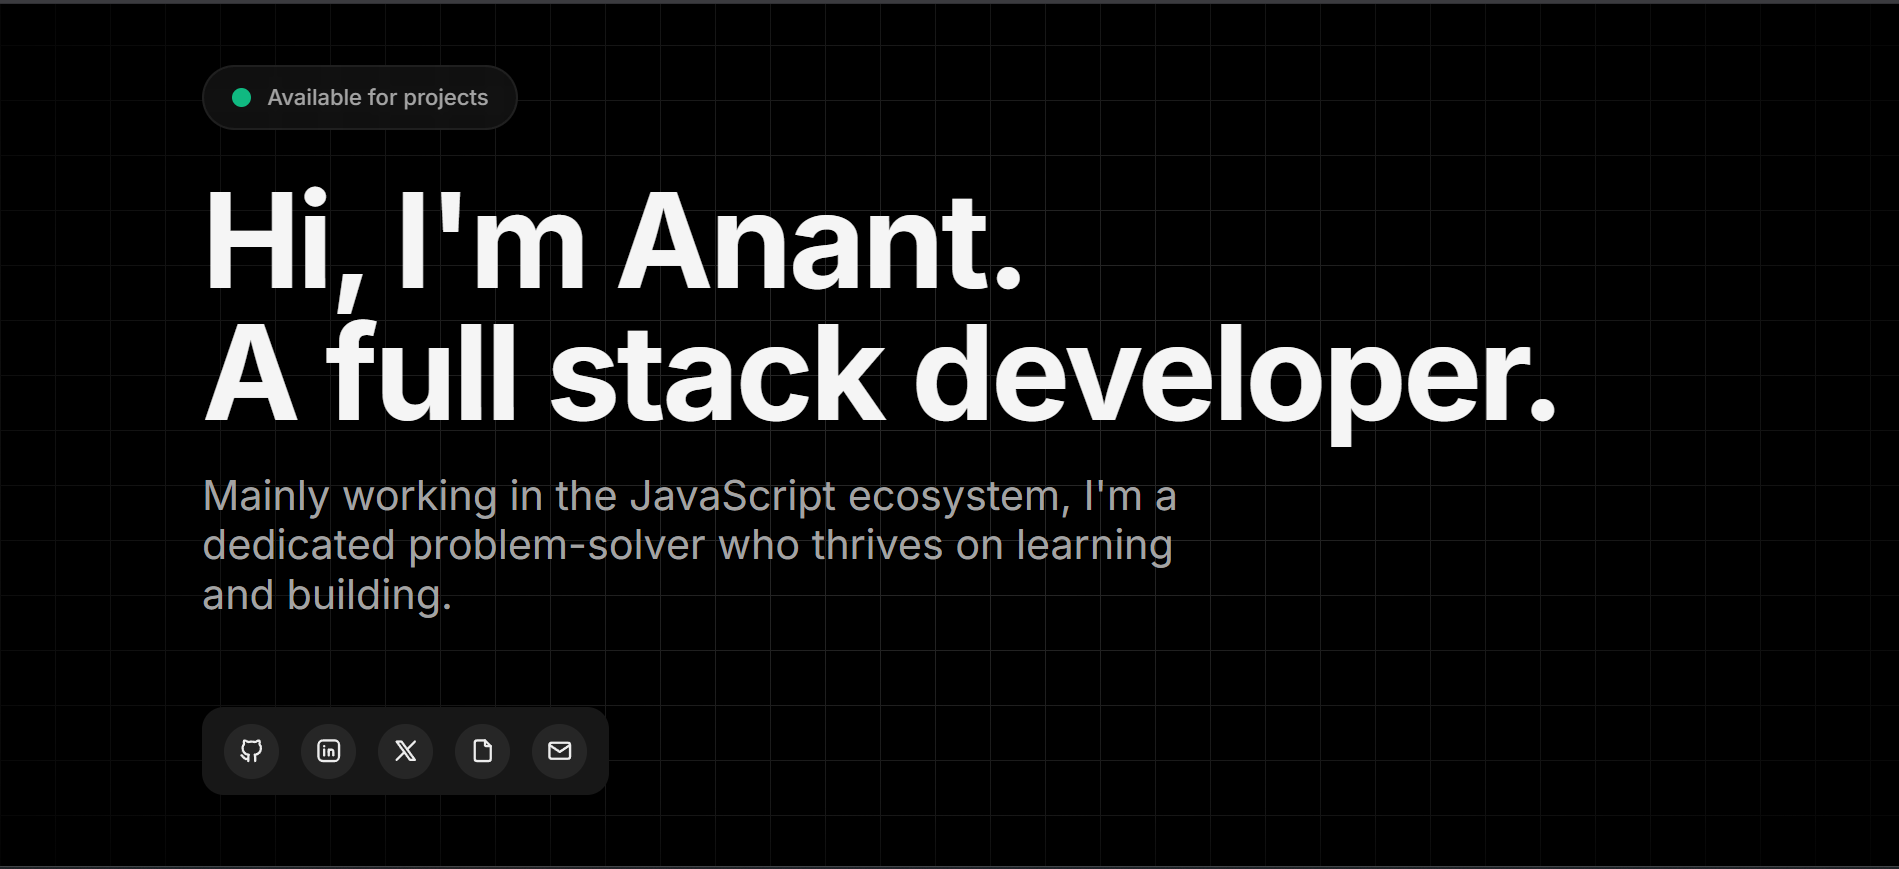 Available for projects
Hi, I'm Anant.
A full stack developer.
Mainly working in the JavaScript ecosystem, I'm a
dedicated problem-solver who thrives on learning
and building.